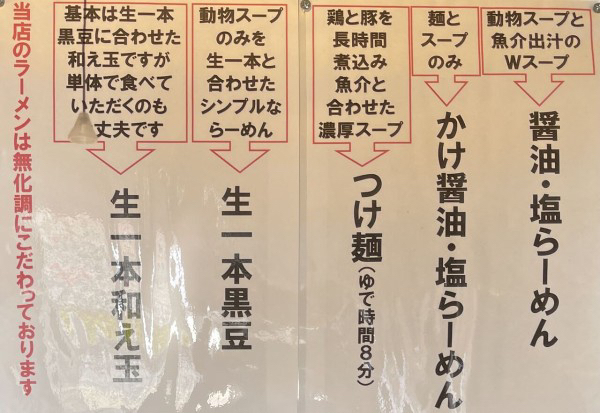 動物スープと
魚介出汁の
Wスープ
醤油・塩らーめん
麺と
スープ
のみ
かけ醤油・塩らーめん
鶏と豚を
長時間
煮込み
魚介と
合わせた
濃厚スープ
つけ麺(ゆで時間8分)
動物スープ
のみを
生一本と
合わせた
シンプルな
らーめん
生一本黒豆
基本は生一本
黒豆に合わせた
和え玉ですが
単体で食べて
いただくのも
丈夫です
生一本和え玉
当店のラーメンは無化調にこだわっております